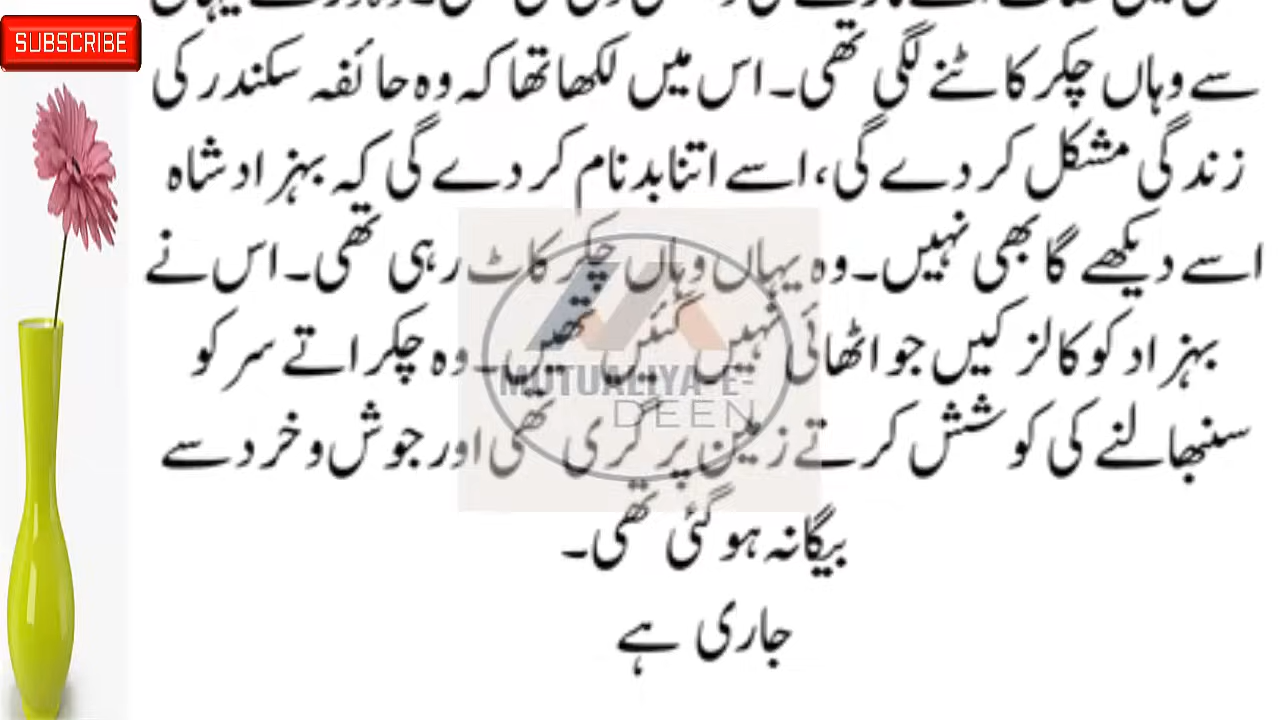 SUBSCRIBE
سے وہاں چکر کاٹنے لگی تھی۔ اس میں لکھا تھا کہ وہ حائفہ سکندر کی
زندگی مشکل کر دے گی، اسے اتنا بدنام کر دے گی کہ بہزاد شاہ
اسے دیکھے گا بھی نہیں۔ وہ یہاں وہاں چکر کاٹ رہی تھی۔ اس نے
بہزاد کو کالز کیں جو اٹھائی نہیں گئیں تھیں۔ وہ چکراتے سر کو
سنبھالنے کی کوشش کرتے زمین پر گری تھی اور جوش و خرد سے
بیگانہ ہو گئی تھی۔
جاری ہے
MUTUALIYA-E-
DEEN